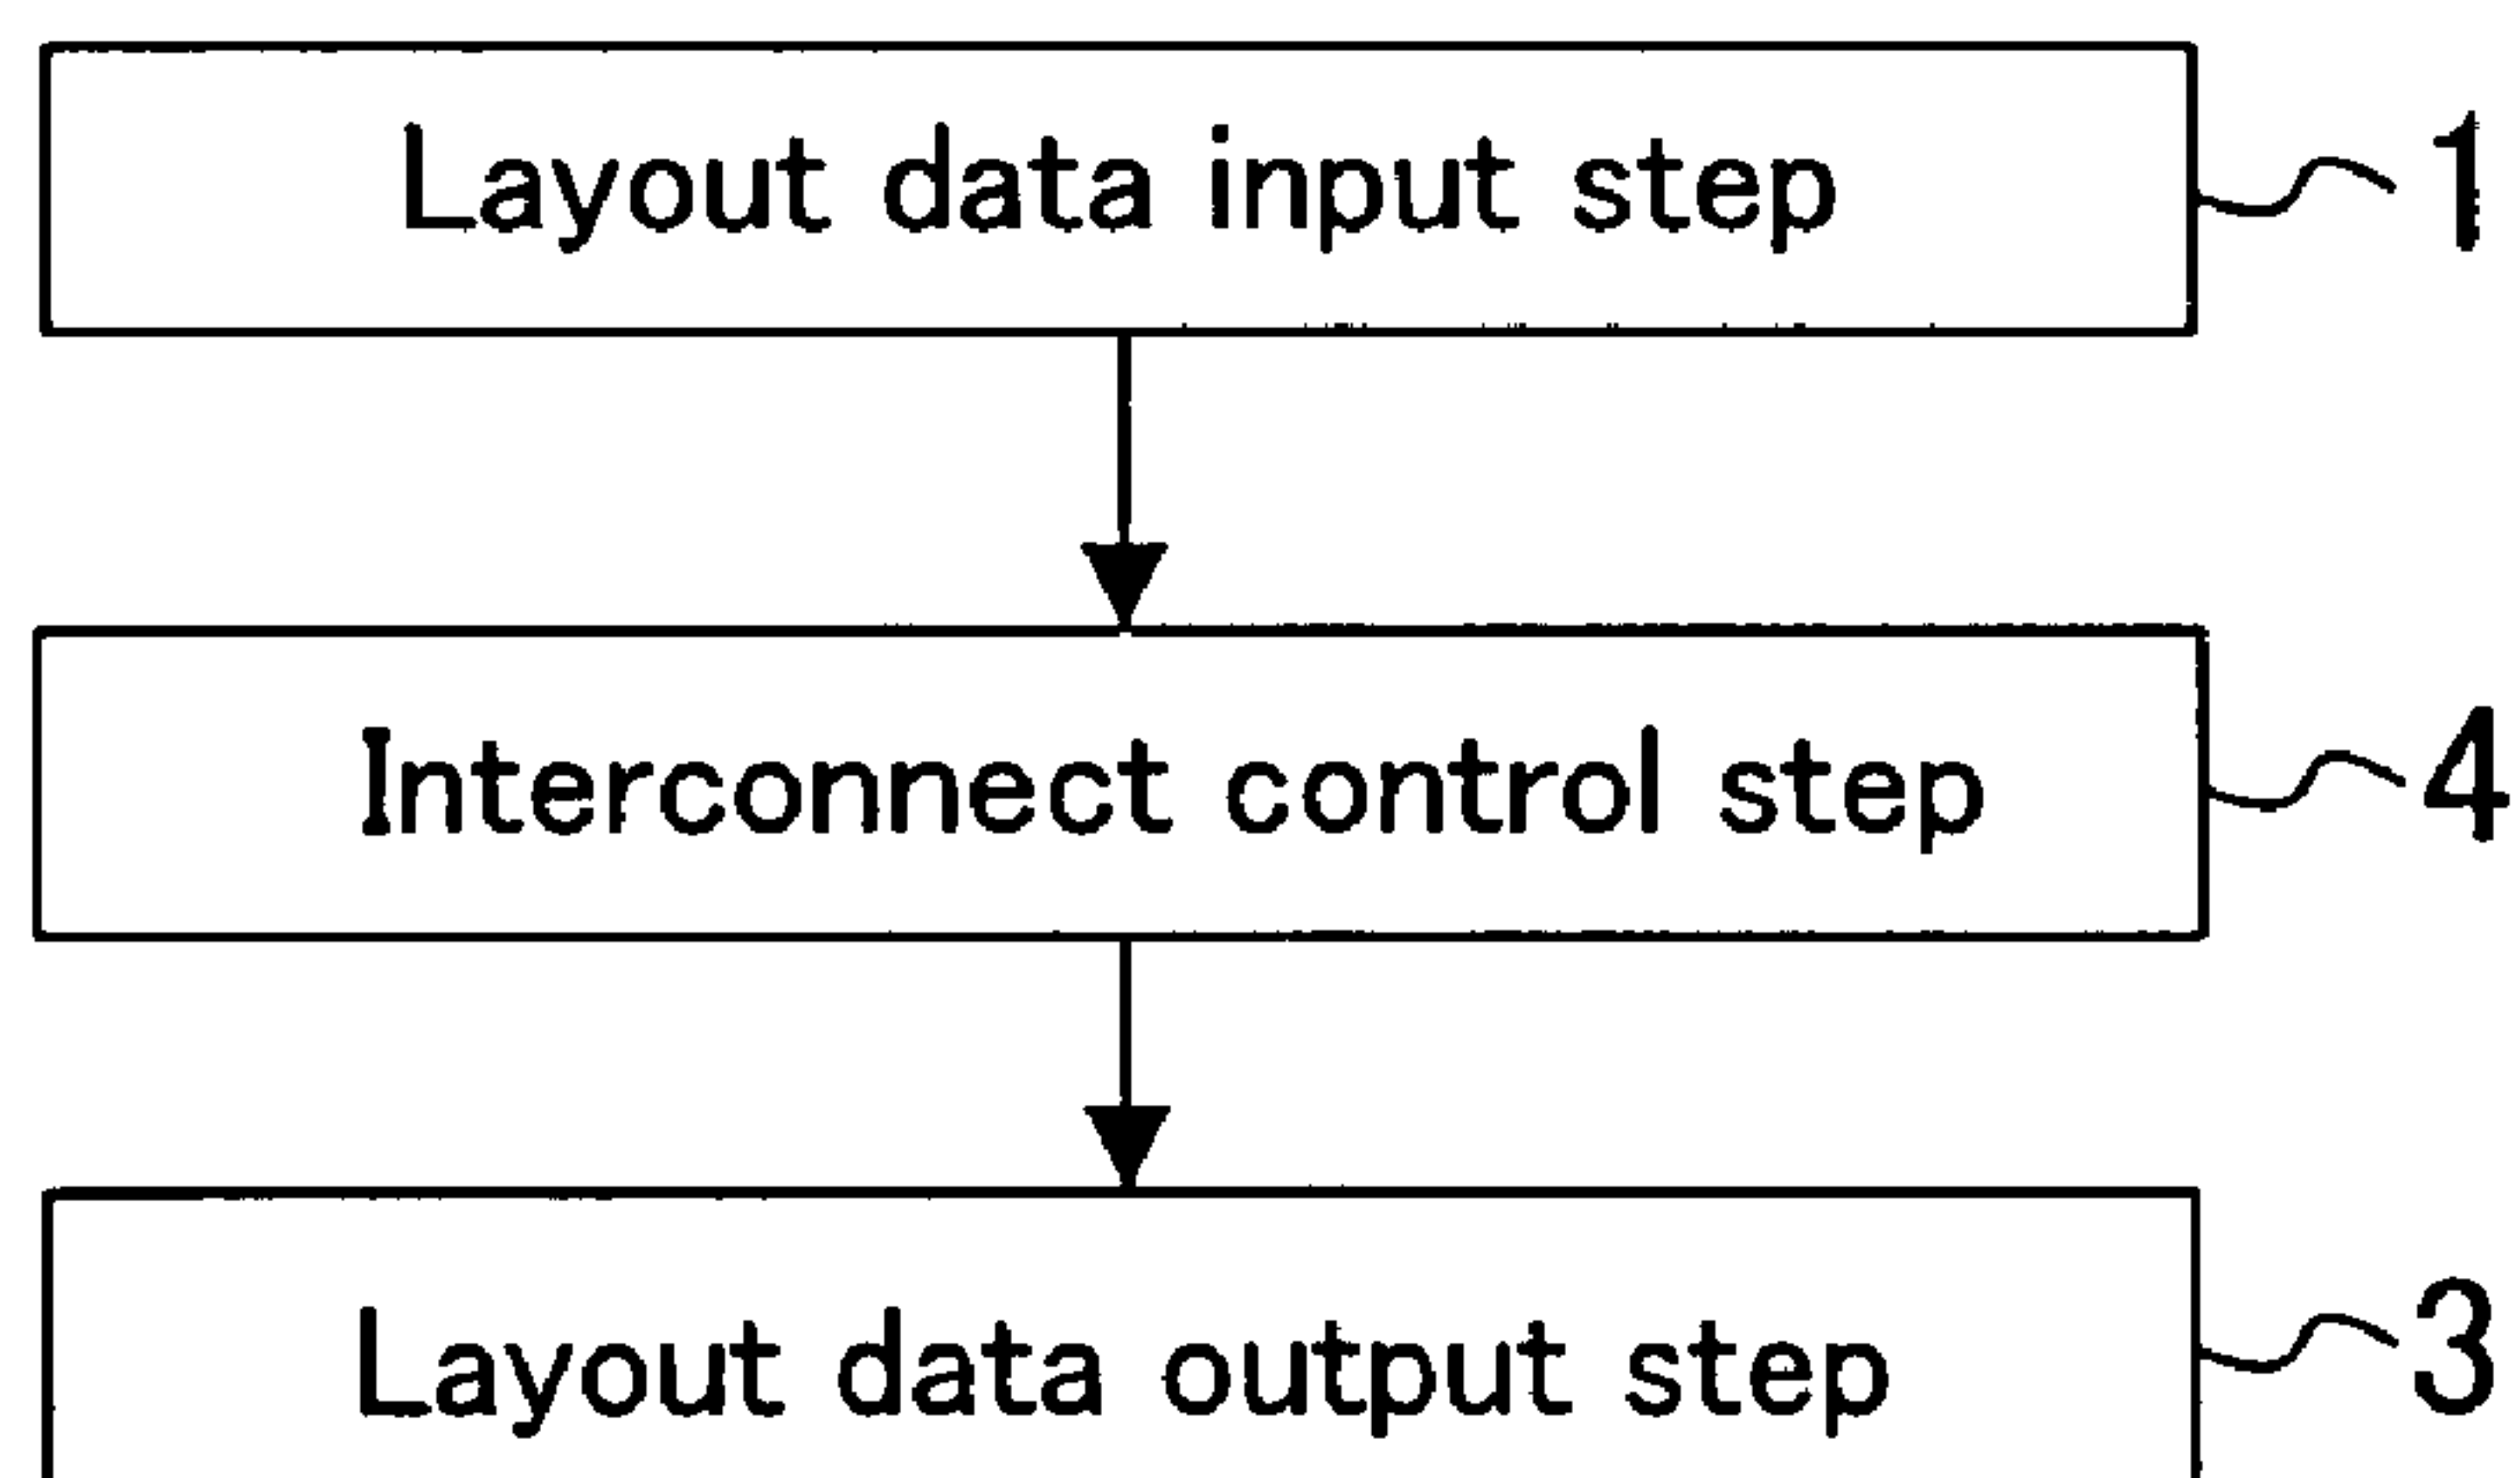 Layout data input step 1
Interconnect control step 4
Layout data output step 3